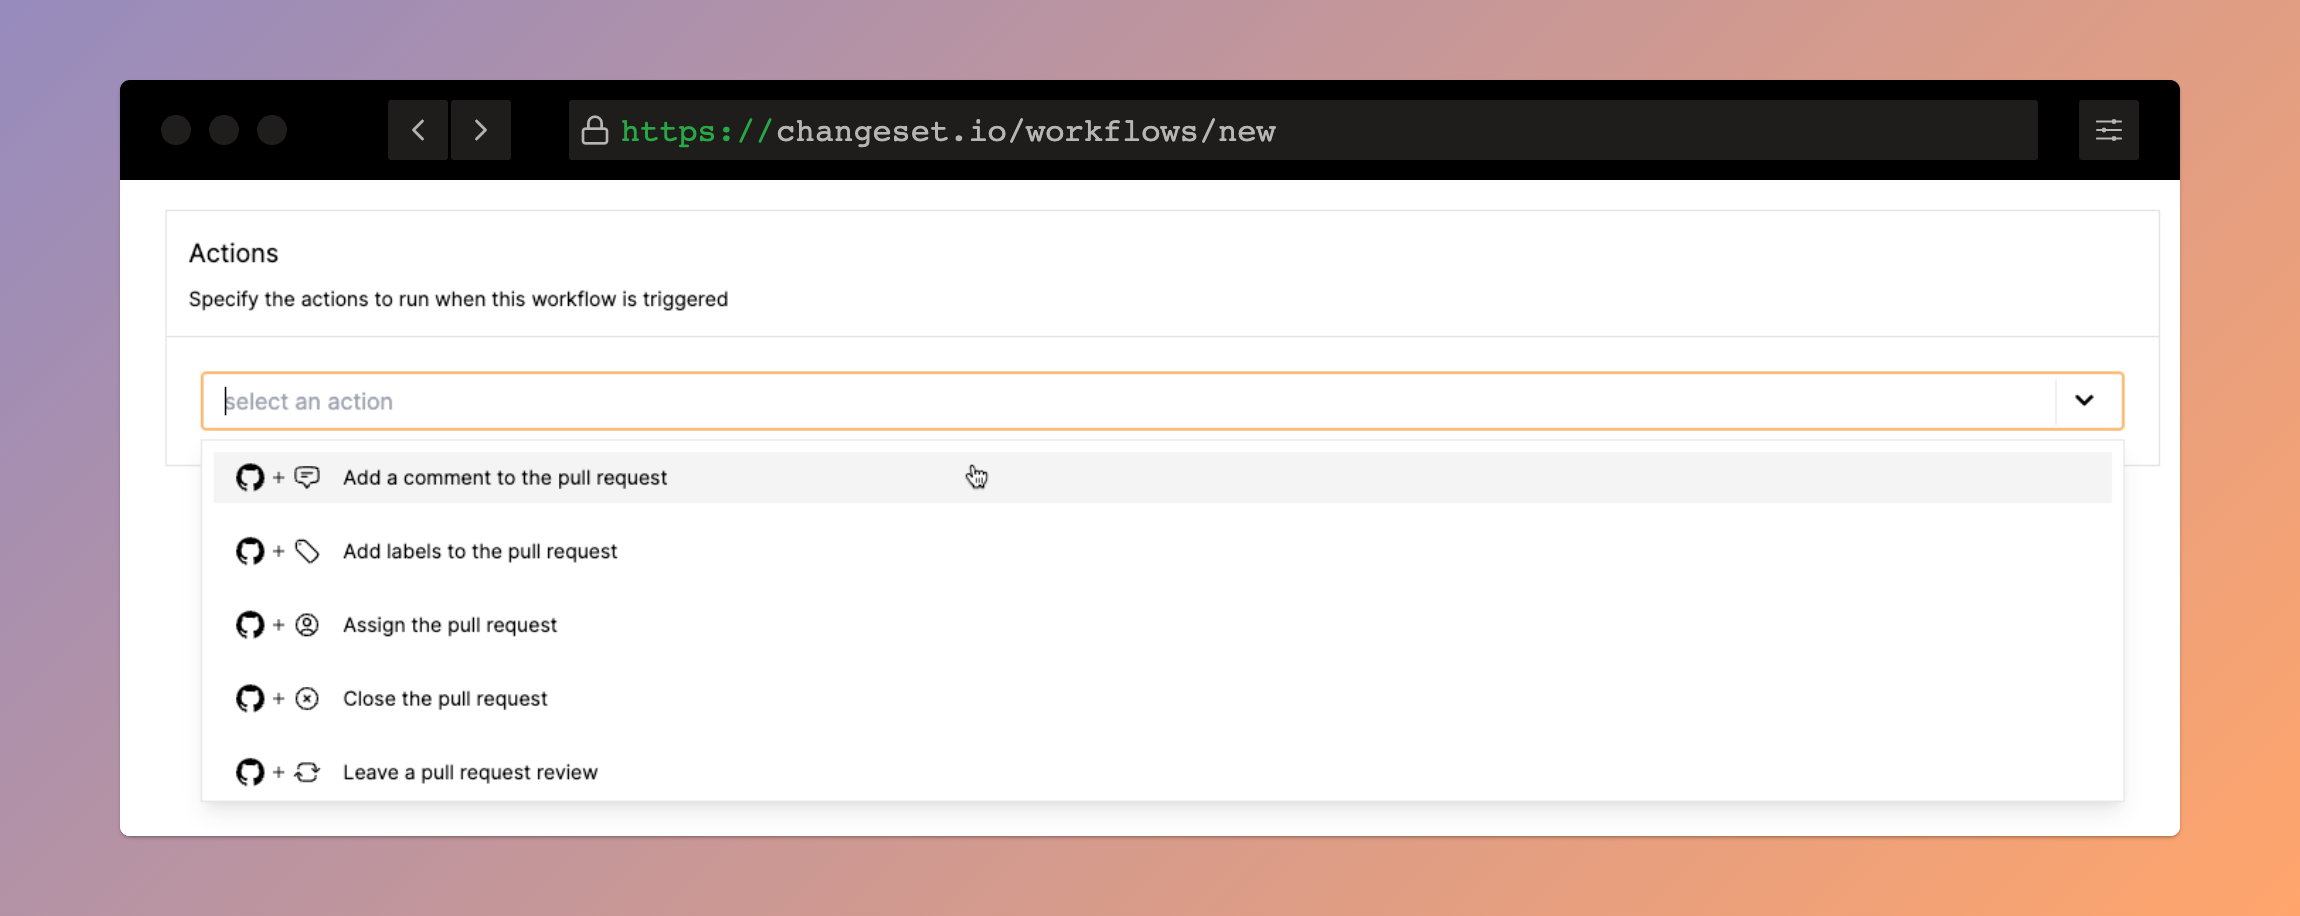 https://changeset.io/workflows/new
Actions
Specify the actions to run when this workflow is triggered
select an action
+ Add a comment to the pull request
+ Add labels to the pull request
+ Assign the pull request
+ Close the pull request
+ Leave a pull request review